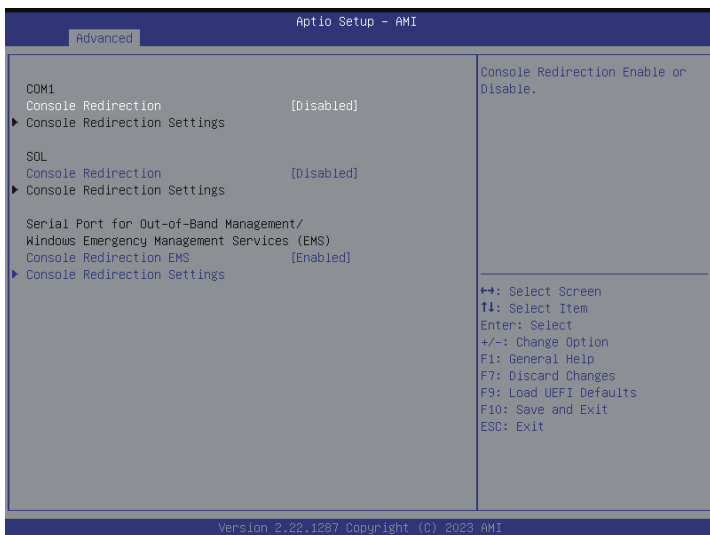 Aptio Setup – AMI
Advanced
COM1
Console Redirection [Disabled]
▶ Console Redirection Settings
SOL
Console Redirection [Disabled]
▶ Console Redirection Settings
Serial Port for Out-of-Band Management/
Windows Emergency Management Services (EMS)
Console Redirection EMS [Enabled]
▶ Console Redirection Settings
Console Redirection Enable or
Disable.
↔: Select Screen
↑↓: Select Item
Enter: Select
+/-: Change Option
F1: General Help
F7: Discard Changes
F9: Load UEFI Defaults
F10: Save and Exit
ESC: Exit
Version 2.22.1287 Copyright (C) 2023 AMI